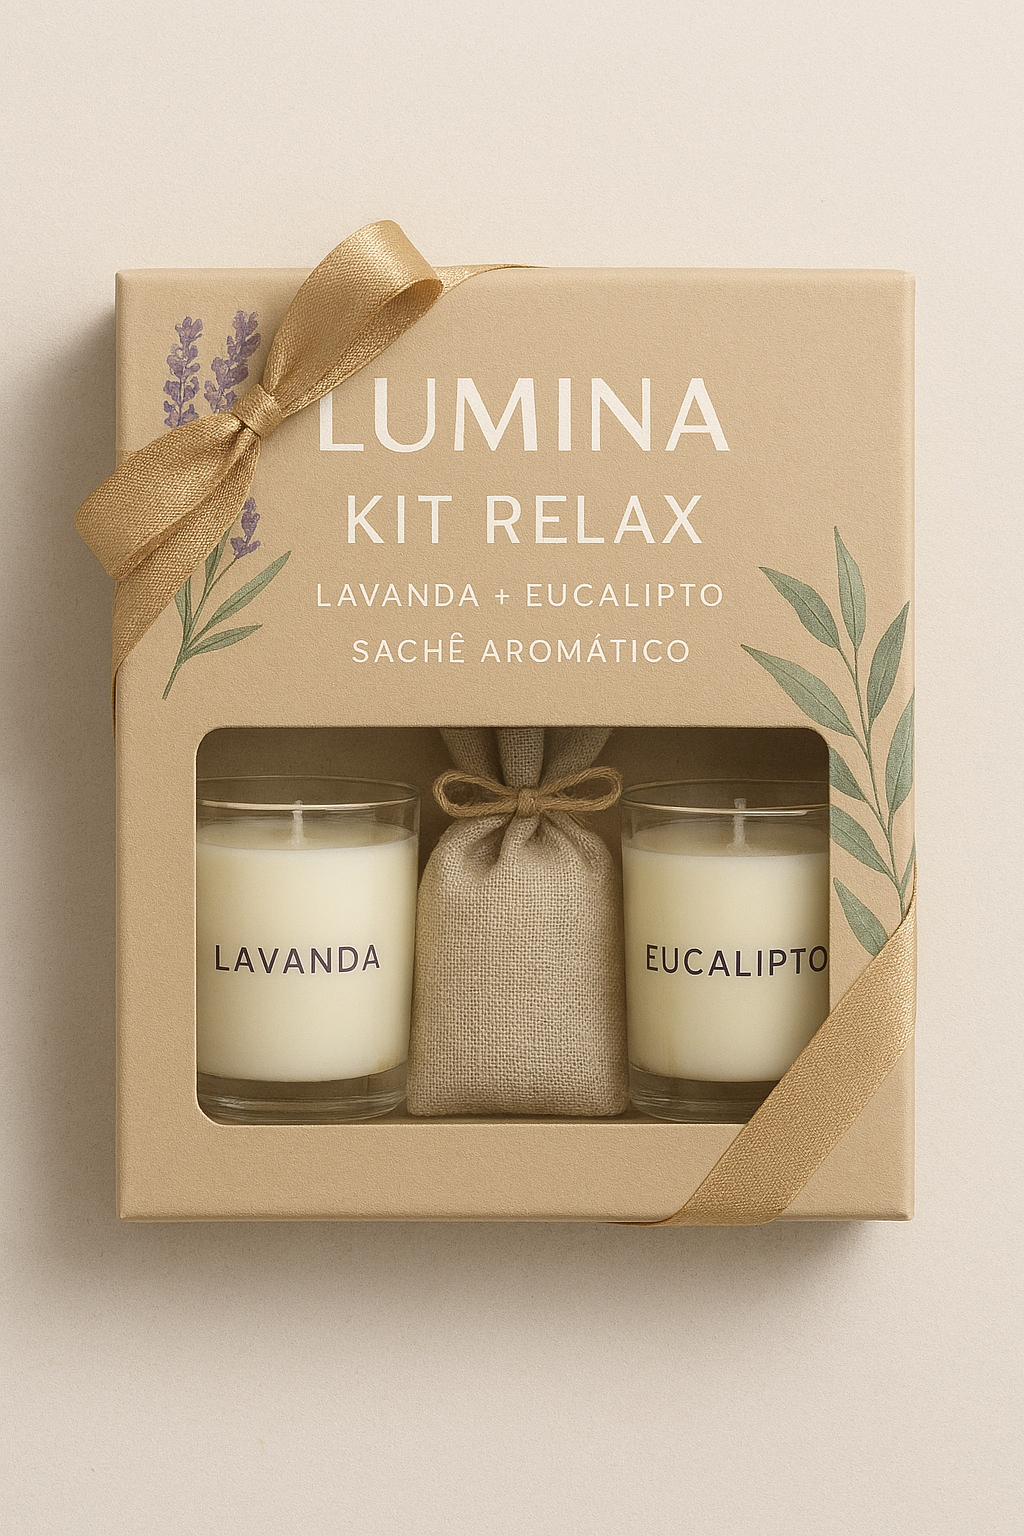 LUMINA
KIT RELAX
LAVANDA + EUCALIPTO
SACHÊ AROMÁTICO
LAVANDA
EUCALIPTO